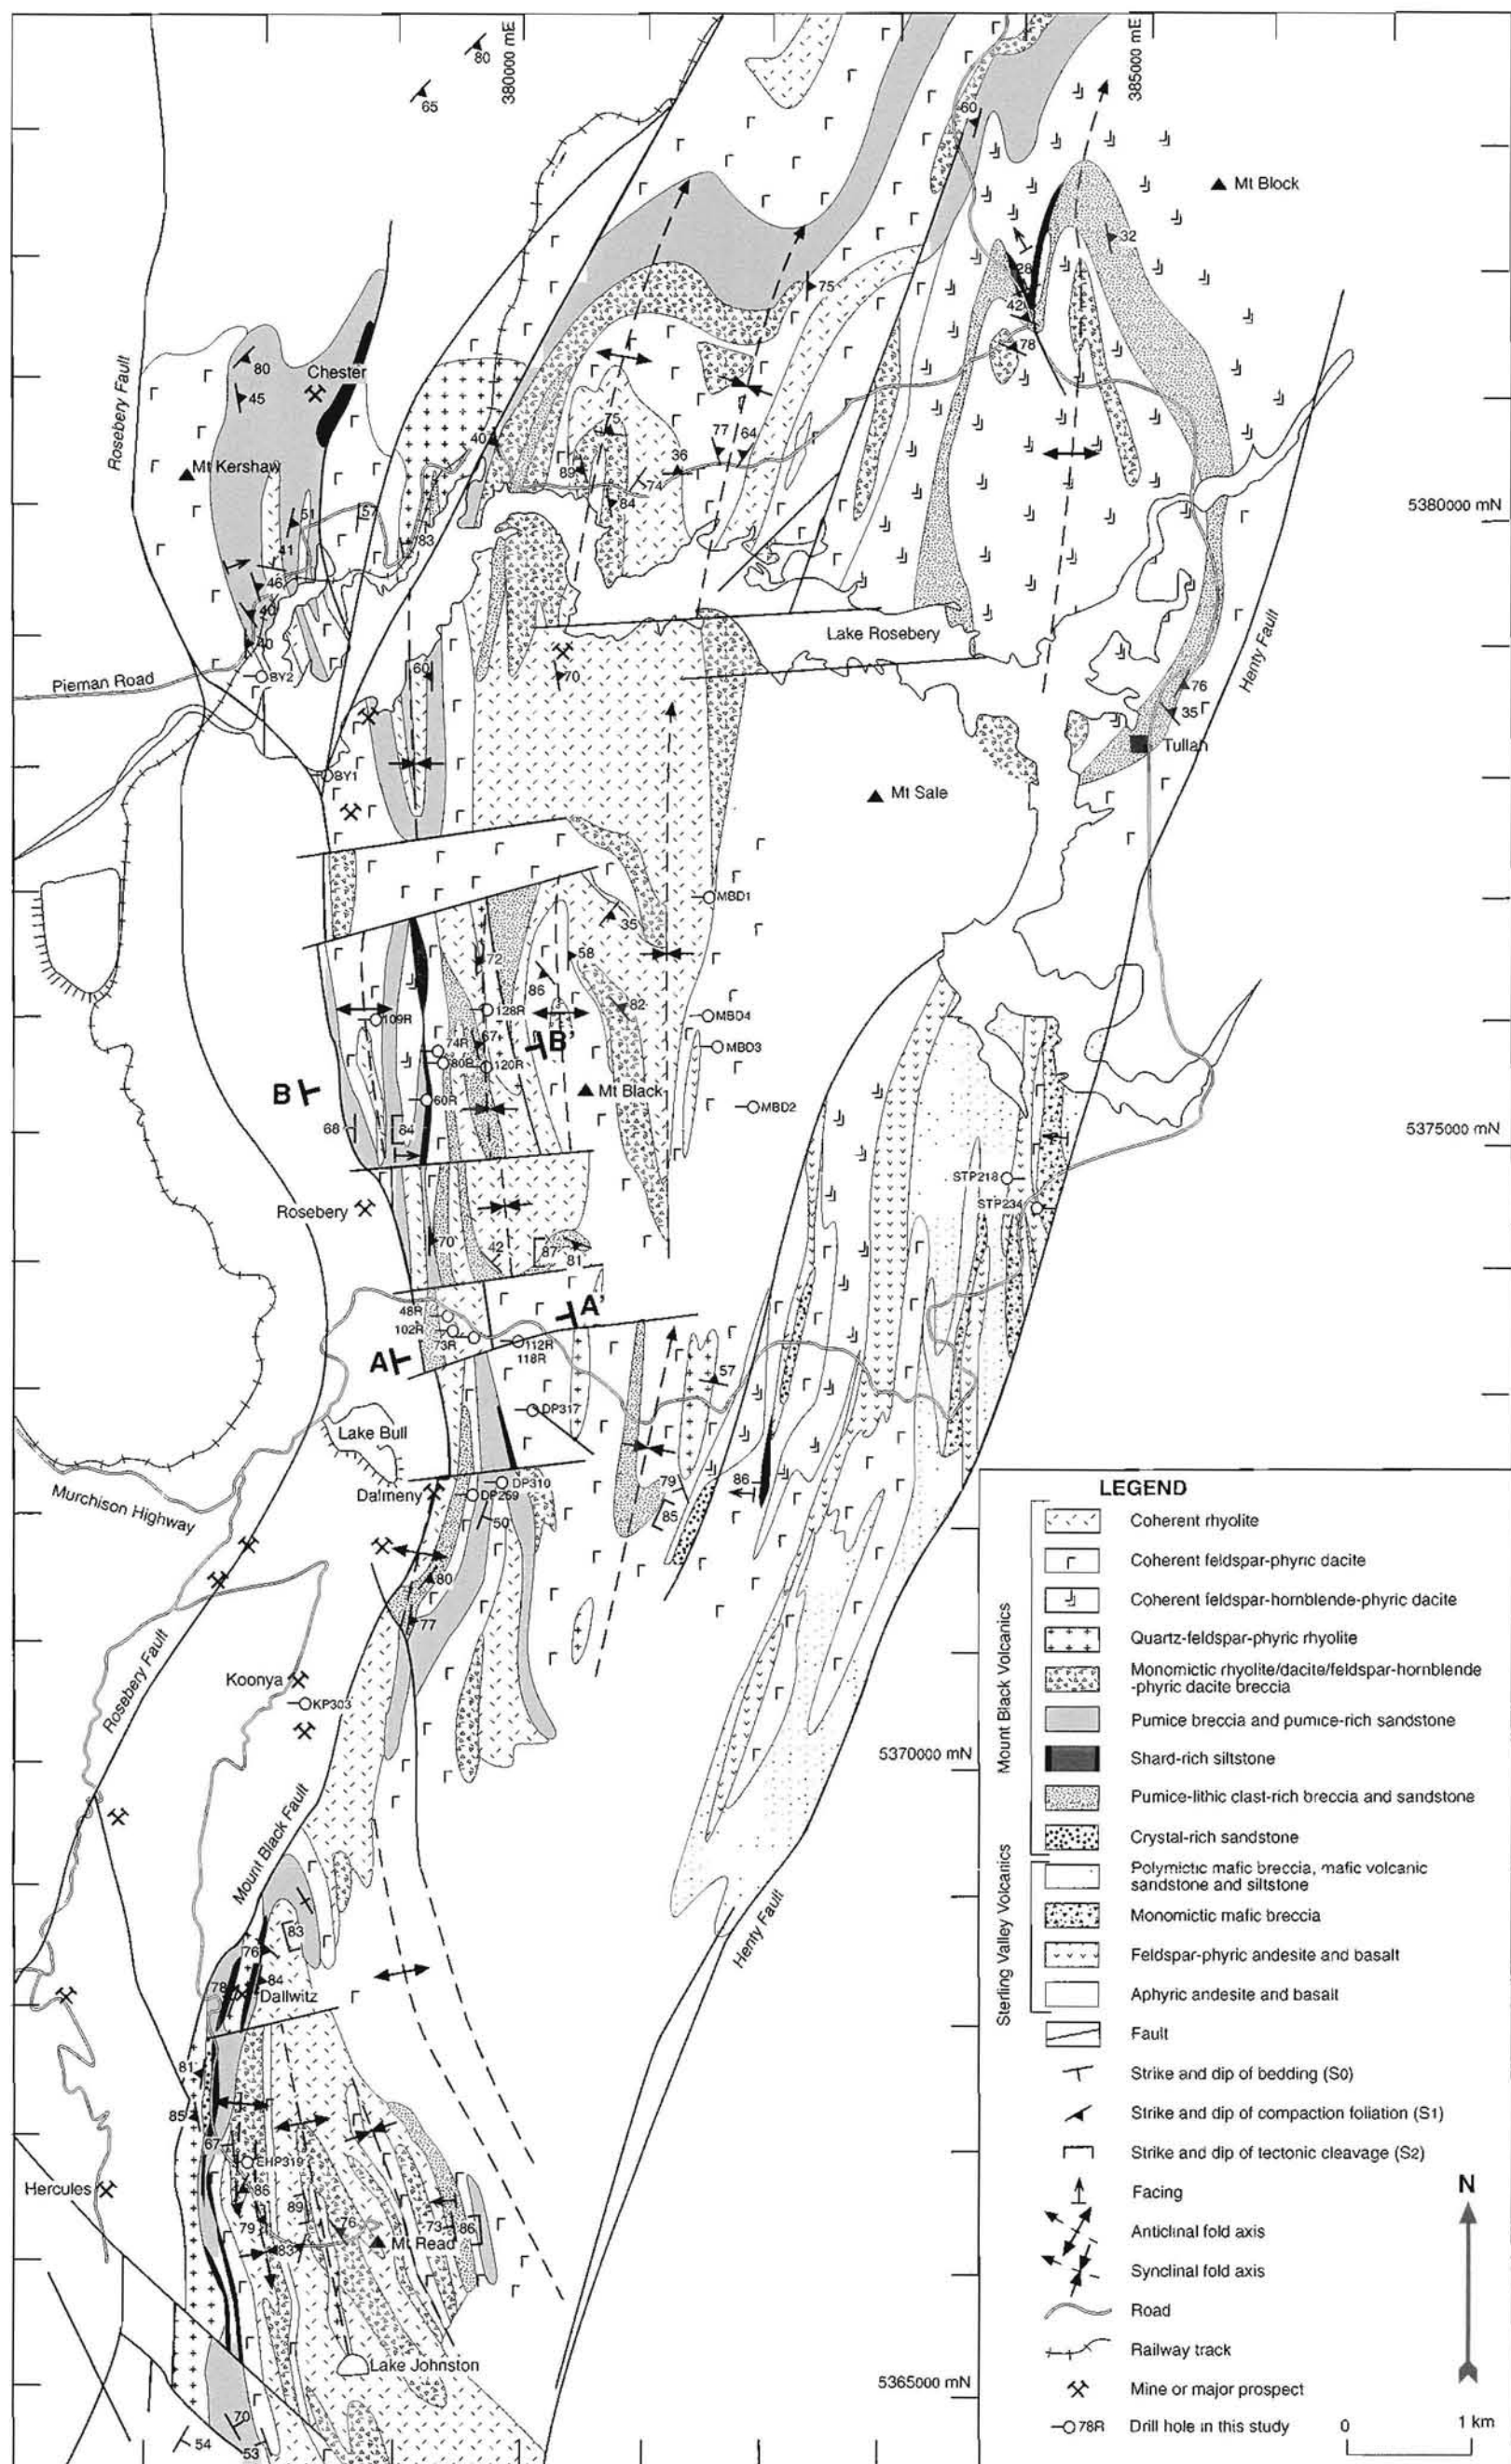 380000 mE
385000 mE
80
65
60
Mt Block
32
28
42
78
75
Rosebery Fault
80
Chester
45
Mt Kershaw
40
75
77
64
36
89
74
84
51
57
41
83
5380000 mN
46
40
40
Lake Rosebery
Henty Fault
Pieman Road
BY2
60
70
76
35
Tullah
BY1
Mt Sale
MBD1
35
72
58
86
82
109R
128R
MBD4
74R
67
B'
MBD3
80R
120R
B
60R
Mt Black
MBD2
68
84
5375000 mN
STP218
STP234
Rosebery
70
42
87
81
48R
A'
102R
73R
112R
118R
A
57
DP317
Lake Bull
Murchison Highway
Dalmeny
DP310
DP259
79
86
85
50
80
77
Koonya
KP303
Rosebery Fault
5370000 mN
Mount Black Fault
Henty Fault
83
76
78
84
Dallwitz
81
85
67
EHP319
Hercules
86
89
79
76
73
86
83
Mt Read
Lake Johnston
5365000 mN
70
54
53
LEGEND
Mount Black Volcanics
Coherent rhyolite
Coherent feldspar-phyric dacite
Coherent feldspar-hornblende-phyric dacite
Quartz-feldspar-phyric rhyolite
Monomictic rhyolite/dacite/feldspar-hornblende
-phyric dacite breccia
Pumice breccia and pumice-rich sandstone
Shard-rich siltstone
Pumice-lithic clast-rich breccia and sandstone
Crystal-rich sandstone
Sterling Valley Volcanics
Polymictic mafic breccia, mafic volcanic
sandstone and siltstone
Monomictic mafic breccia
Feldspar-phyric andesite and basalt
Aphyric andesite and basalt
Fault
Strike and dip of bedding (S0)
Strike and dip of compaction foliation (S1)
Strike and dip of tectonic cleavage (S2)
Facing
Anticlinal fold axis
Synclinal fold axis
Road
Railway track
Mine or major prospect
78R Drill hole in this study
N
0 1 km